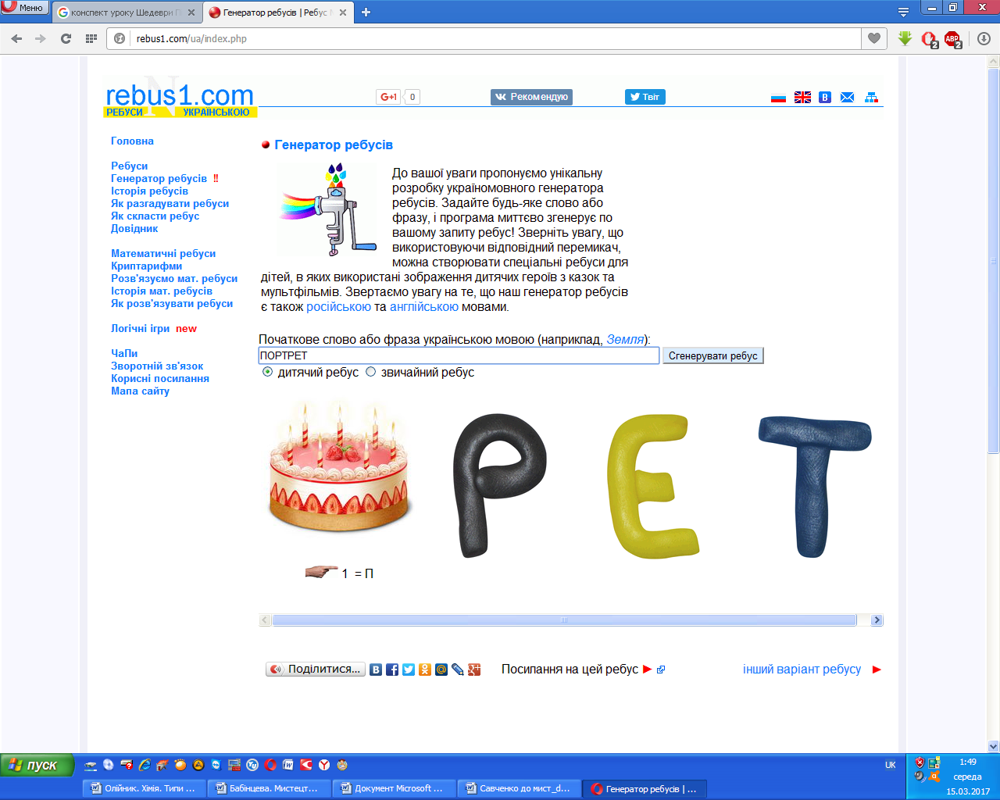 Меню
конспект уроку Шедеври П
Генератор ребусів | Ребус N
rebus1.com/ua/index.php
2
ABP
2
rebus1.com
РЕБУСИ
УКРАЇНСЬКОЮ
G+1
0
Рекомендую
Твіт
Головна
Ребуси
Генератор ребусів !!
Історія ребусів
Як разгадувати ребуси
Як скласти ребус
Довідник
Математичні ребуси
Криптарифми
Розв'язуємо мат. ребуси
Історія мат. ребусів
Як розв'язувати ребуси
Логічні ігри new
ЧаПи
Зворотній зв'язок
Корисні посилання
Мапа сайту
Генератор ребусів
До вашої уваги пропонуємо унікальну
розробку україномовного генератора
ребусів. Задайте будь-яке слово або
фразу, і програма миттєво згенерує по
вашому запиту ребус! Зверніть увагу, що
використовуючи відповідний перемикач,
можна створювати спеціальні ребуси для
дітей, в яких використані зображення дитячих героїв з казок та
мультфільмів. Звертаємо увагу на те, що наш генератор ребусів
є також російською та англійською мовами.
Початкове слово або фраза українською мовою (наприклад, Земля):
ПОРТРЕТ
Сгенерувати ребус
дитячий ребус звичайний ребус
Р Е Т
1 = П
Поділитися...
Посилання на цей ребус
інший варіант ребусу
пуск
UK
1:49
середа
15.03.2017
Олійник. Хімія. Типи ...
Бабінцева. Мистецт...
Документ Microsoft ...
Савченко до мист_d...
Генератор ребусів | ...